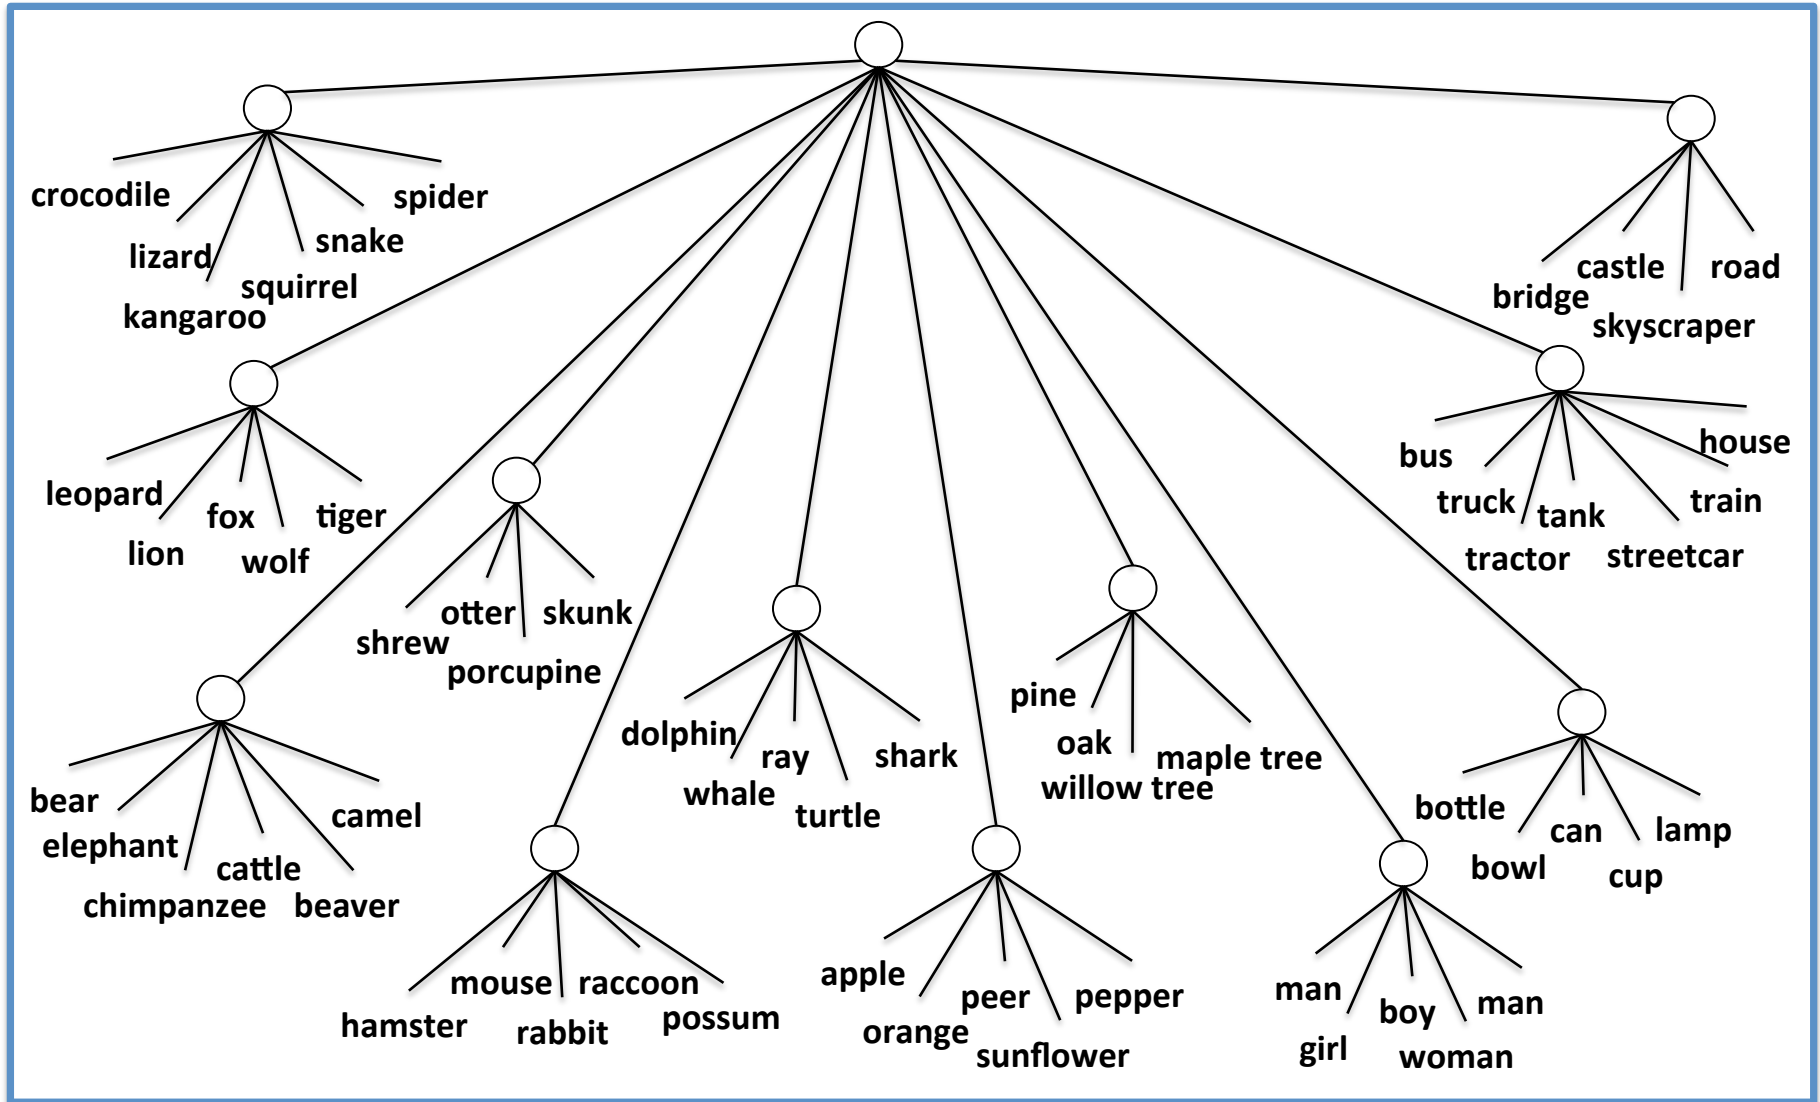 crocodile
lizard
kangaroo
squirrel
snake
spider
leopard
lion
fox
wolf
tiger
bear
elephant
chimpanzee
cattle
beaver
camel
shrew
otter
porcupine
skunk
hamster
mouse
rabbit
raccoon
possum
dolphin
whale
ray
turtle
shark
apple
orange
peer
sunflower
pepper
pine
oak
willow tree
maple tree
man
girl
boy
woman
man
bottle
bowl
can
cup
lamp
bus
truck
tractor
tank
streetcar
train
house
bridge
castle
skyscraper
road